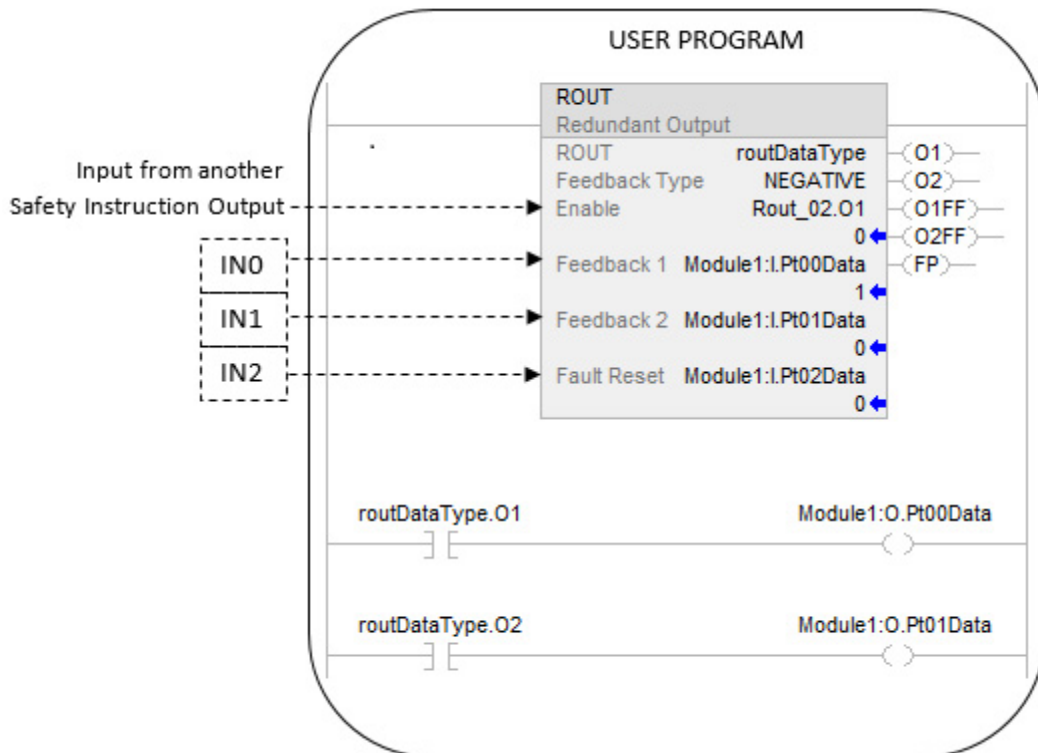 USER PROGRAM
ROUT
Redundant Output
ROUT routDataType (O1)
Feedback Type NEGATIVE (O2)
Enable Rout_02.O1 (O1FF)
0 (O2FF)
Feedback 1 Module1:I.Pt00Data (FP)
1
Feedback 2 Module1:I.Pt01Data
0
Fault Reset Module1:I.Pt02Data
0
Input from another
Safety Instruction Output
IN0
IN1
IN2
routDataType.O1 Module1:O.Pt00Data
routDataType.O2 Module1:O.Pt01Data